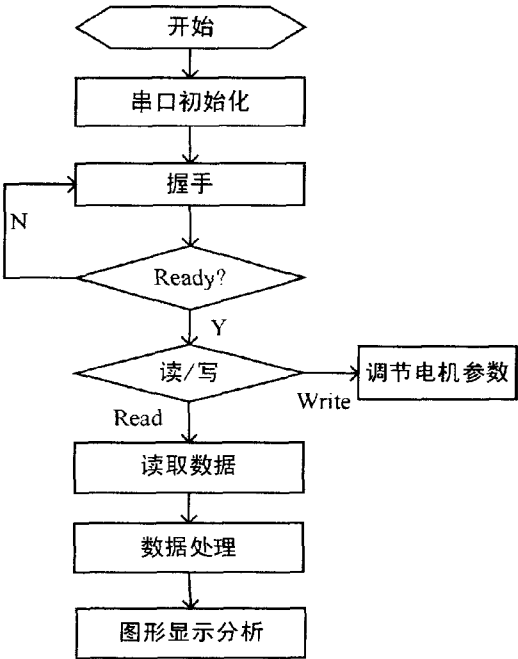 开始
串口初始化
握手
N
Ready?
Y
读/写
调节电机参数
Write
Read
读取数据
数据处理
图形显示分析